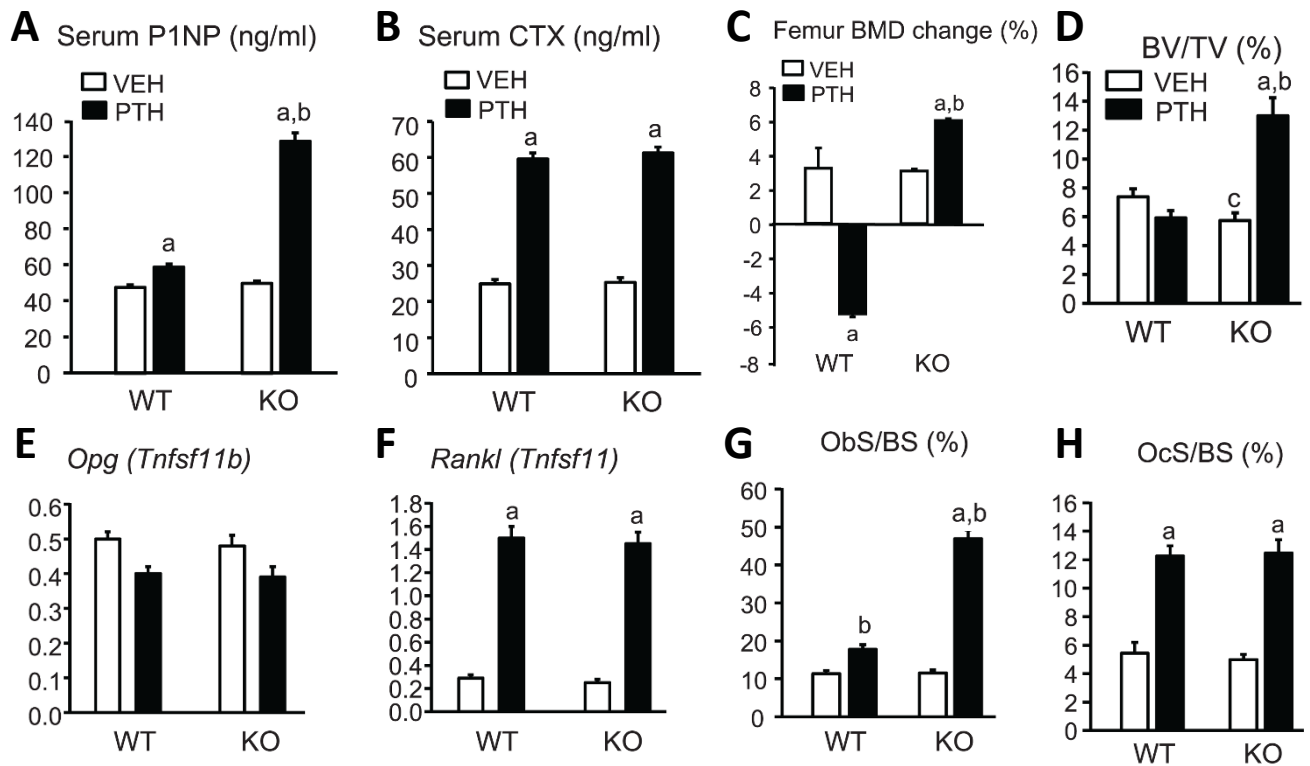 A Serum P1NP (ng/ml)
VEH
PTH
140
120
100
80
60
40
20
0
a
a,b
WT KO
B Serum CTX (ng/ml)
VEH
PTH
70
60
50
40
30
20
10
0
a
a
WT KO
C Femur BMD change (%)
VEH
PTH
8
6
4
2
0
-2
-4
-6
-8
a,b
a
WT KO
D BV/TV (%)
VEH
PTH
16
14
12
10
8
6
4
2
0
c
a,b
WT KO
E Opg (Tnfsf11b)
0.6
0.5
0.4
0.3
0.2
0.1
0.0
WT KO
F Rankl (Tnfsf11)
1.8
1.6
1.4
1.2
1.0
0.8
0.6
0.4
0.2
0.0
a
a
WT KO
G ObS/BS (%)
60
50
40
30
20
10
0
b
a,b
WT KO
H OcS/BS (%)
16
14
12
10
8
6
4
2
0
a
a
WT KO